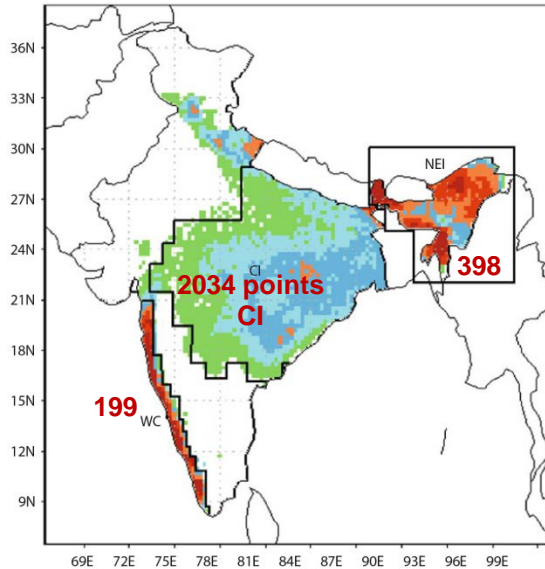 36N
33N
30N
27N
24N
21N
18N
15N
12N
9N
NEI
398
CI
2034 points
CI
199
WC
69E 72E 75E 78E 81E 84E 87E 90E 93E 96E 99E